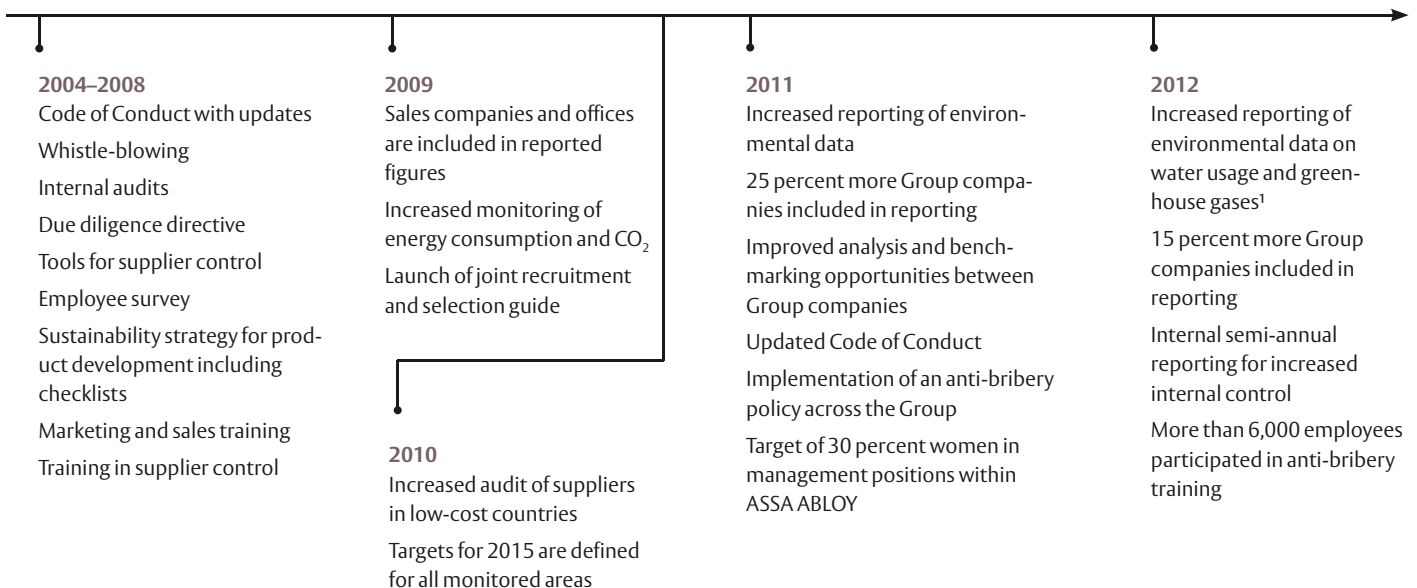 2004–2008
Code of Conduct with updates
Whistle-blowing
Internal audits
Due diligence directive
Tools for supplier control
Employee survey
Sustainability strategy for prod-
uct development including
checklists
Marketing and sales training
Training in supplier control
2009
Sales companies and offices
are included in reported
figures
Increased monitoring of
energy consumption and CO₂
Launch of joint recruitment
and selection guide
2010
Increased audit of suppliers
in low-cost countries
Targets for 2015 are defined
for all monitored areas
2011
Increased reporting of environ-
mental data
25 percent more Group compa-
nies included in reporting
Improved analysis and bench-
marking opportunities between
Group companies
Updated Code of Conduct
Implementation of an anti-bribery
policy across the Group
Target of 30 percent women in
management positions within
ASSA ABLOY
2012
Increased reporting of
environmental data on
water usage and green-
house gases¹
15 percent more Group
companies included in
reporting
Internal semi-annual
reporting for increased
internal control
More than 6,000 employees
participated in anti-bribery
training